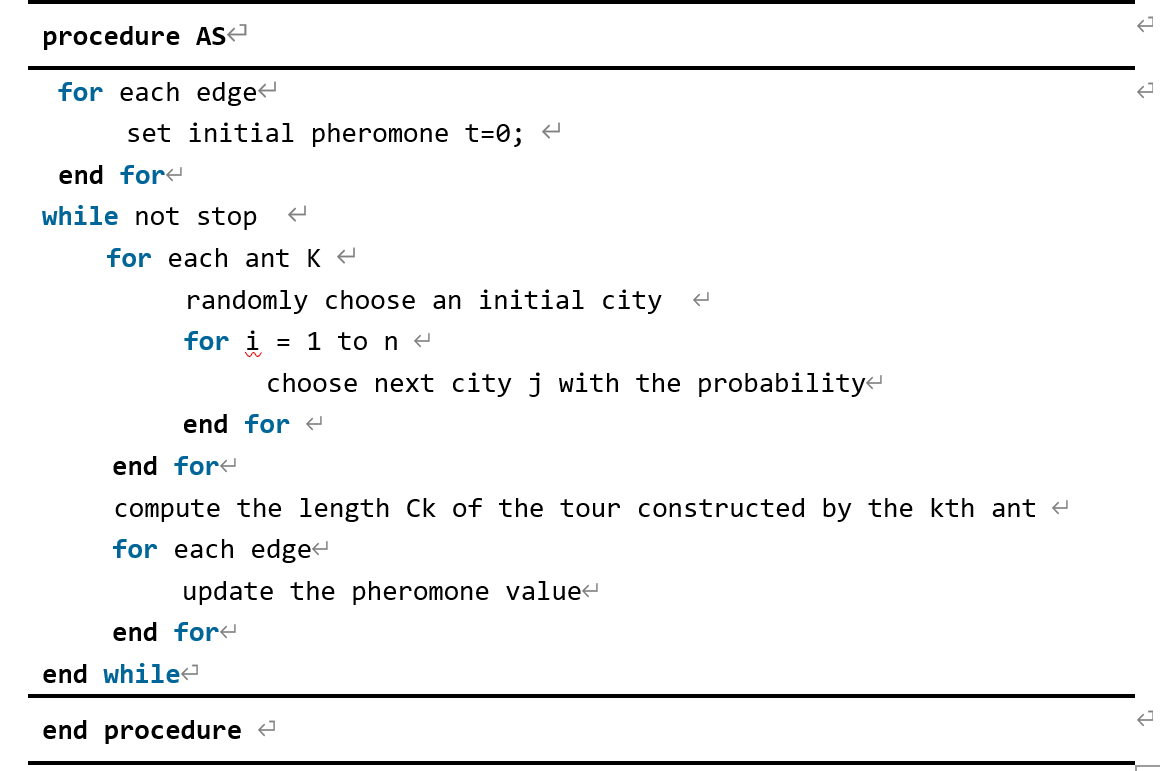 procedure AS
for each edge
set initial pheromone t=0;
end for
while not stop
for each ant K
randomly choose an initial city
for i = 1 to n
choose next city j with the probability
end for
end for
compute the length Ck of the tour constructed by the kth ant
for each edge
update the pheromone value
end for
end while
end procedure